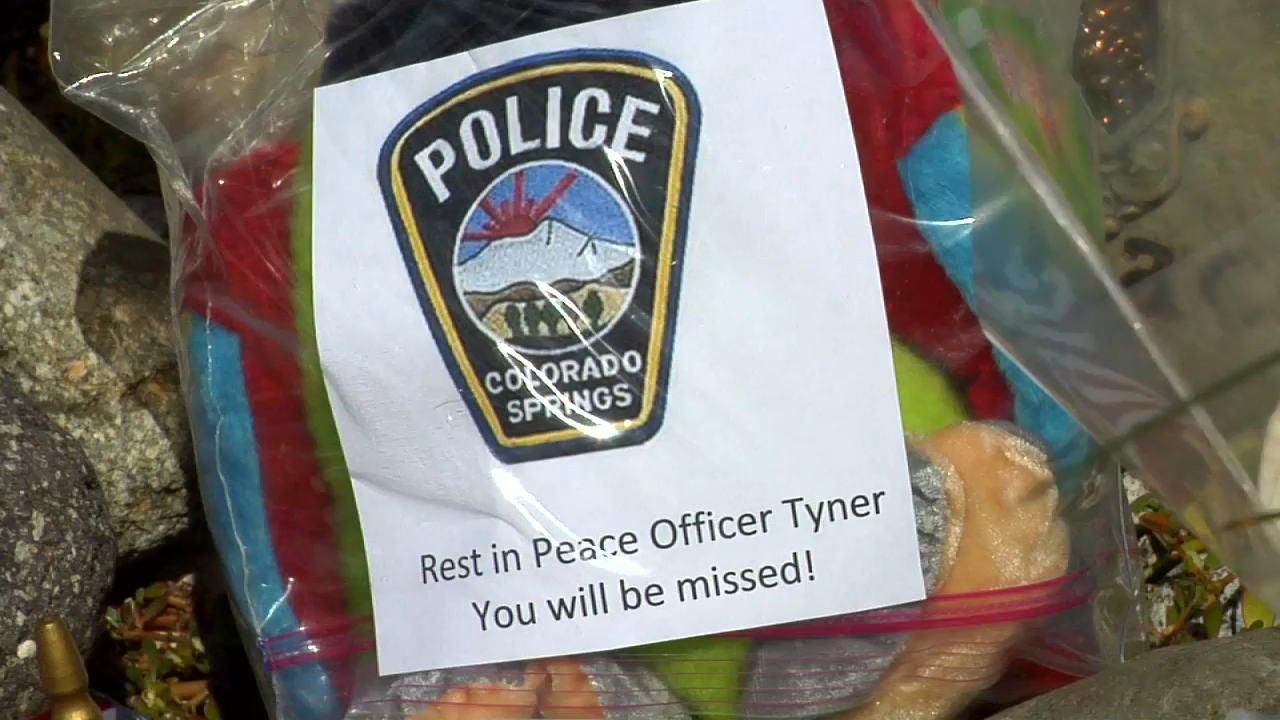 POLICE
COLORADO
SPRINGS
Rest in Peace Officer Tyner
You will be missed!